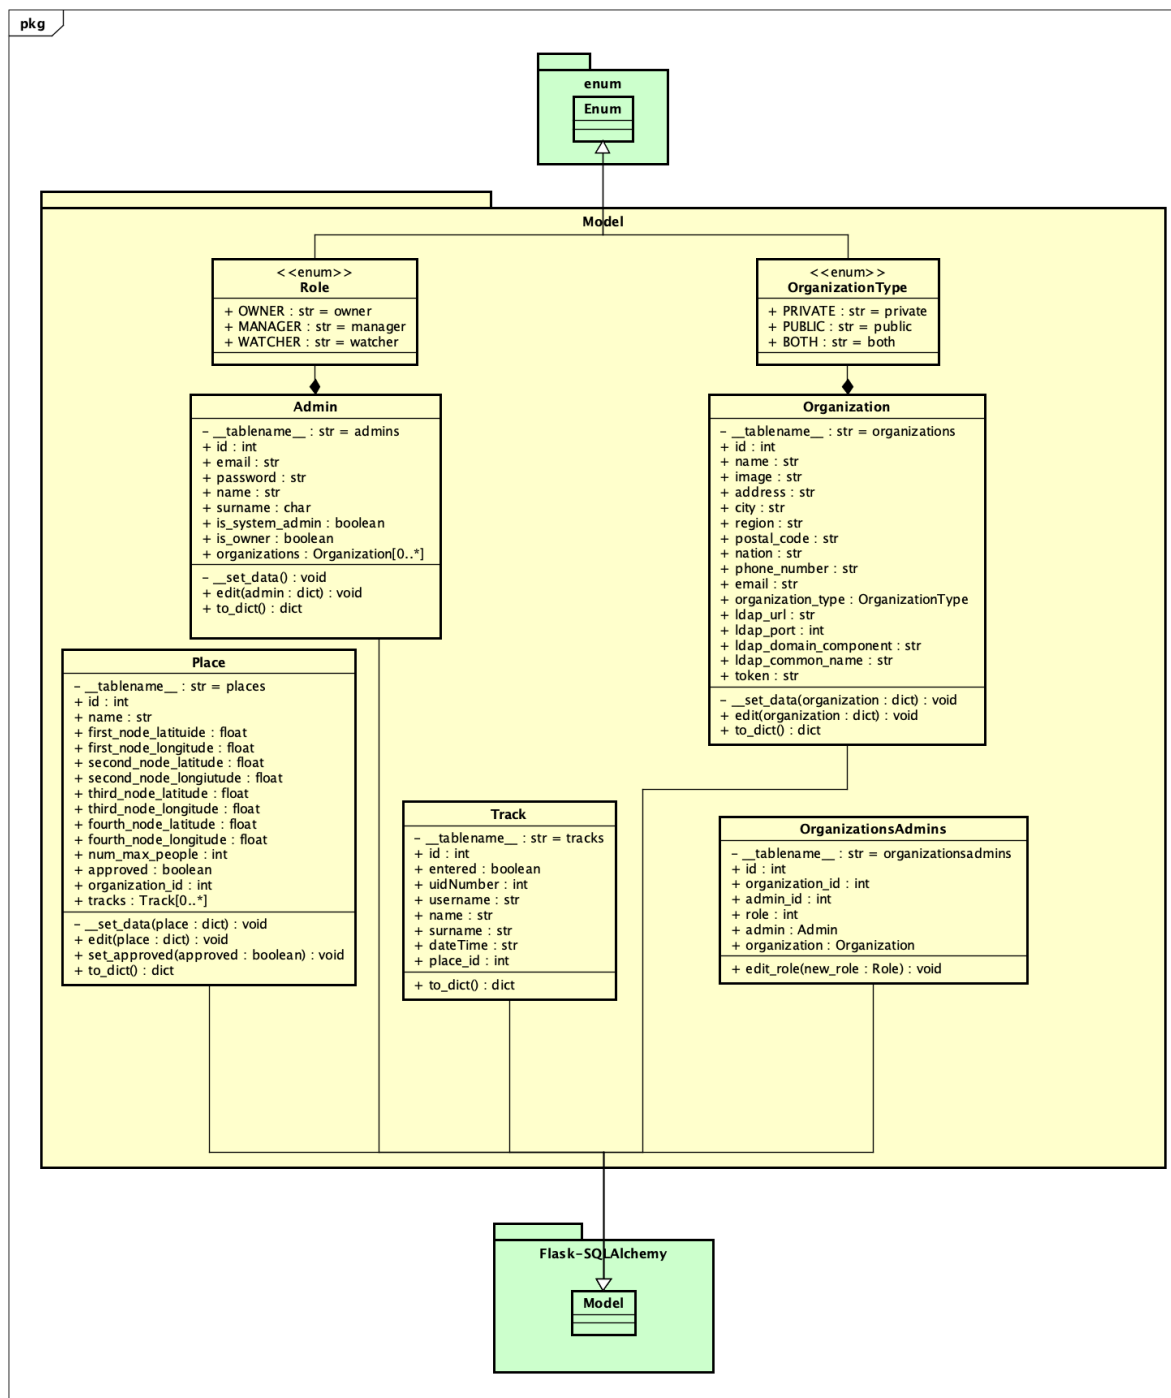 pkg
enum
Enum
Model
<<enum>>
Role
+ OWNER : str = owner
+ MANAGER : str = manager
+ WATCHER : str = watcher
<<enum>>
OrganizationType
+ PRIVATE : str = private
+ PUBLIC : str = public
+ BOTH : str = both
Admin
− __tablename__ : str = admins
+ id : int
+ email : str
+ password : str
+ name : str
+ surname : char
+ is_system_admin : boolean
+ is_owner : boolean
+ organizations : Organization[0..*]
− __set_data() : void
+ edit(admin : dict) : void
+ to_dict() : dict
Organization
− __tablename__ : str = organizations
+ id : int
+ name : str
+ image : str
+ address : str
+ city : str
+ region : str
+ postal_code : str
+ nation : str
+ phone_number : str
+ email : str
+ organization_type : OrganizationType
+ ldap_url : str
+ ldap_port : int
+ ldap_domain_component : str
+ ldap_common_name : str
+ token : str
− __set_data(organization : dict) : void
+ edit(organization : dict) : void
+ to_dict() : dict
Place
− __tablename__ : str = places
+ id : int
+ name : str
+ first_node_latituide : float
+ first_node_longitude : float
+ second_node_latitude : float
+ second_node_longiutude : float
+ third_node_latitude : float
+ third_node_longitude : float
+ fourth_node_latitude : float
+ fourth_node_longitude : float
+ num_max_people : int
+ approved : boolean
+ organization_id : int
+ tracks : Track[0..*]
− __set_data(place : dict) : void
+ edit(place : dict) : void
+ set_approved(approved : boolean) : void
+ to_dict() : dict
Track
− __tablename__ : str = tracks
+ id : int
+ entered : boolean
+ uidNumber : int
+ username : str
+ name : str
+ surname : str
+ dateTime : str
+ place_id : int
+ to_dict() : dict
OrganizationsAdmins
− __tablename__ : str = organizationsadmins
+ id : int
+ organization_id : int
+ admin_id : int
+ role : int
+ admin : Admin
+ organization : Organization
+ edit_role(new_role : Role) : void
Flask-SQLAlchemy
Model